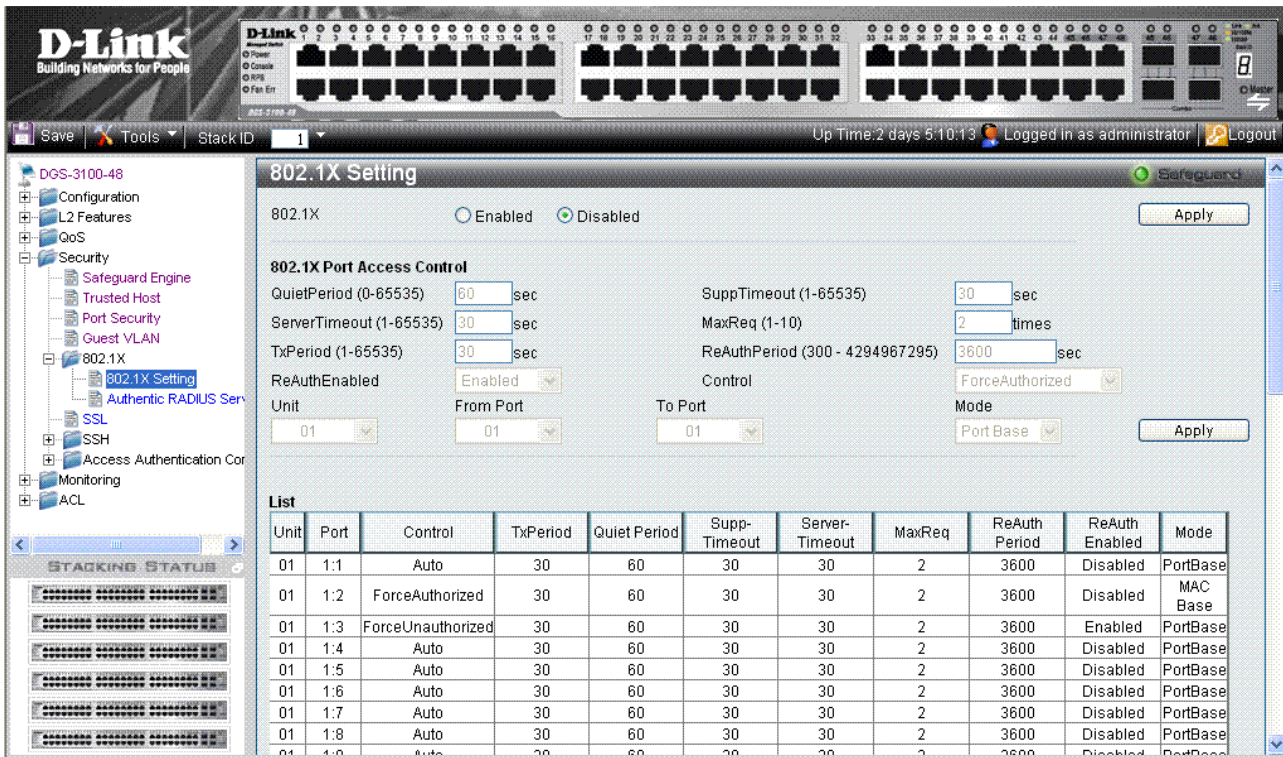 D-Link
Building Networks for People
D-Link
Power
Console
RPS
Fan Err
DGS-3100-48
Combo
Master
Save
Tools
Stack ID
1
Up Time:2 days 5:10:13
Logged in as administrator
Logout
DGS-3100-48
Configuration
L2 Features
QoS
Security
Safeguard Engine
Trusted Host
Port Security
Guest VLAN
802.1X
802.1X Setting
Authentic RADIUS Serv
SSL
SSH
Access Authentication Cor
Monitoring
ACL
STACKING STATUS
802.1X Setting
Safeguard
802.1X Enabled Disabled Apply
802.1X Port Access Control
QuietPeriod (0-65535) 60 sec SuppTimeout (1-65535) 30 sec
ServerTimeout (1-65535) 30 sec MaxReq (1-10) 2 times
TxPeriod (1-65535) 30 sec ReAuthPeriod (300 - 4294967295) 3600 sec
ReAuthEnabled Enabled Control ForceAuthorized
Unit From Port To Port Mode
01 01 01 Port Base Apply
List
Unit Port Control TxPeriod Quiet Period Supp-Timeout Server-Timeout MaxReq ReAuth Period ReAuth Enabled Mode
01 1:1 Auto 30 60 30 30 2 3600 Disabled PortBase
01 1:2 ForceAuthorized 30 60 30 30 2 3600 Disabled MAC Base
01 1:3 ForceUnauthorized 30 60 30 30 2 3600 Enabled PortBase
01 1:4 Auto 30 60 30 30 2 3600 Disabled PortBase
01 1:5 Auto 30 60 30 30 2 3600 Disabled PortBase
01 1:6 Auto 30 60 30 30 2 3600 Disabled PortBase
01 1:7 Auto 30 60 30 30 2 3600 Disabled PortBase
01 1:8 Auto 30 60 30 30 2 3600 Disabled PortBase